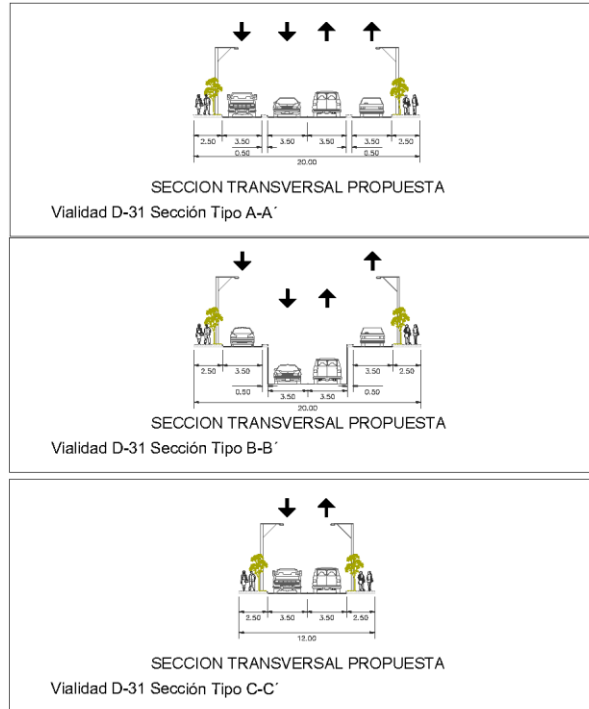 2.50 3.50 3.50 3.50 3.50 2.50
0.50 0.50
20.00
SECCION TRANSVERSAL PROPUESTA
Vialidad D-31 Sección Tipo A-A´
2.50 3.50 3.50 2.50
0.50 3.50 3.50 0.50
20.00
SECCION TRANSVERSAL PROPUESTA
Vialidad D-31 Sección Tipo B-B´
2.50 3.50 3.50 2.50
12.00
SECCION TRANSVERSAL PROPUESTA
Vialidad D-31 Sección Tipo C-C´